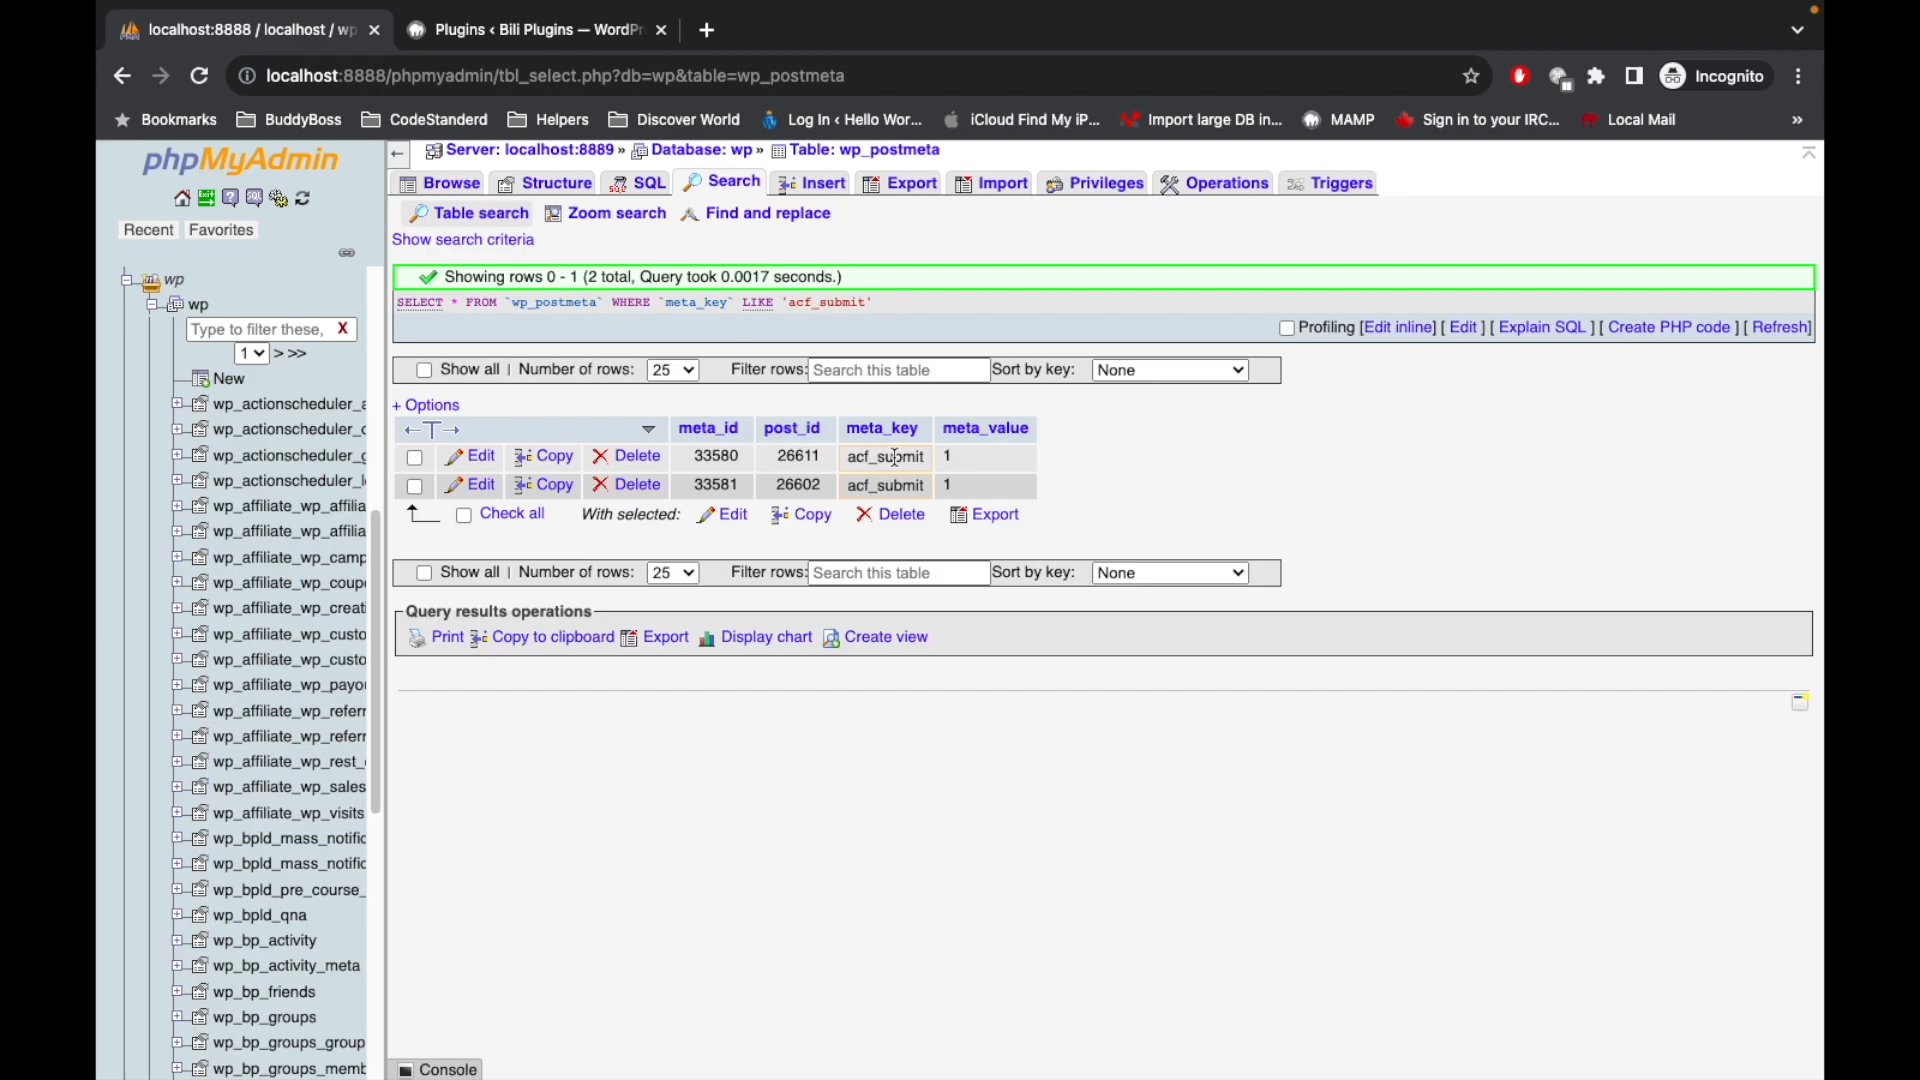 localhost:8888 / localhost / wp
Plugins ‹ Bili Plugins — WordPr
localhost:8888/phpmyadmin/tbl_select.php?db=wp&table=wp_postmeta
Incognito
Bookmarks
BuddyBoss
CodeStanderd
Helpers
Discover World
Log In ‹ Hello Wor...
iCloud Find My iP...
Import large DB in...
MAMP
Sign in to your IRC...
Local Mail
»
phpMyAdmin
Recent
Favorites
wp
wp
Type to filter these,
X
1
> >>
New
wp_actionscheduler_a
wp_actionscheduler_c
wp_actionscheduler_g
wp_actionscheduler_l
wp_affiliate_wp_affilia
wp_affiliate_wp_affilia
wp_affiliate_wp_camp
wp_affiliate_wp_coup
wp_affiliate_wp_creati
wp_affiliate_wp_custo
wp_affiliate_wp_custo
wp_affiliate_wp_payo
wp_affiliate_wp_referr
wp_affiliate_wp_referr
wp_affiliate_wp_rest_
wp_affiliate_wp_sales
wp_affiliate_wp_visits
wp_bpld_mass_notific
wp_bpld_mass_notific
wp_bpld_pre_course_
wp_bpld_qna
wp_bp_activity
wp_bp_activity_meta
wp_bp_friends
wp_bp_groups
wp_bp_groups_group
wp_bp_groups_memb
Server: localhost:8889 » Database: wp » Table: wp_postmeta
Browse
Structure
SQL
Search
Insert
Export
Import
Privileges
Operations
Triggers
Table search
Zoom search
Find and replace
Show search criteria
Showing rows 0 - 1 (2 total, Query took 0.0017 seconds.)
SELECT * FROM `wp_postmeta` WHERE `meta_key` LIKE 'acf_submit'
Profiling [Edit inline] [ Edit ] [ Explain SQL ] [ Create PHP code ] [ Refresh]
Show all | Number of rows: 25 Filter rows: Search this table Sort by key: None
+ Options
meta_id post_id meta_key meta_value
Edit Copy Delete 33580 26611 acf_submit 1
Edit Copy Delete 33581 26602 acf_submit 1
Check all With selected: Edit Copy Delete Export
Show all | Number of rows: 25 Filter rows: Search this table Sort by key: None
Query results operations
Print Copy to clipboard Export Display chart Create view
Console